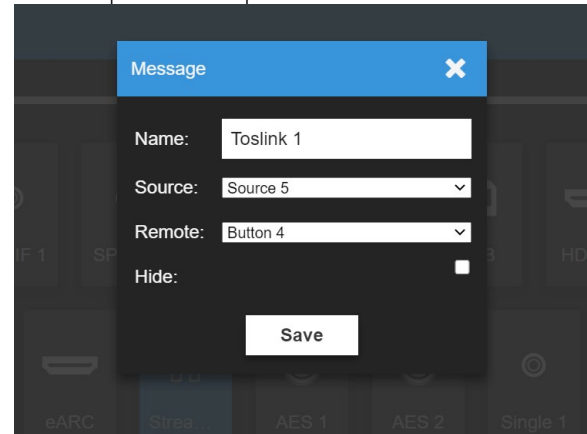 Message
Name: Toslink 1
Source: Source 5
Remote: Button 4
IF 1 SP 3 HD
Hide:
Save
eARC Strea... AES 1 AES 2 Single 1